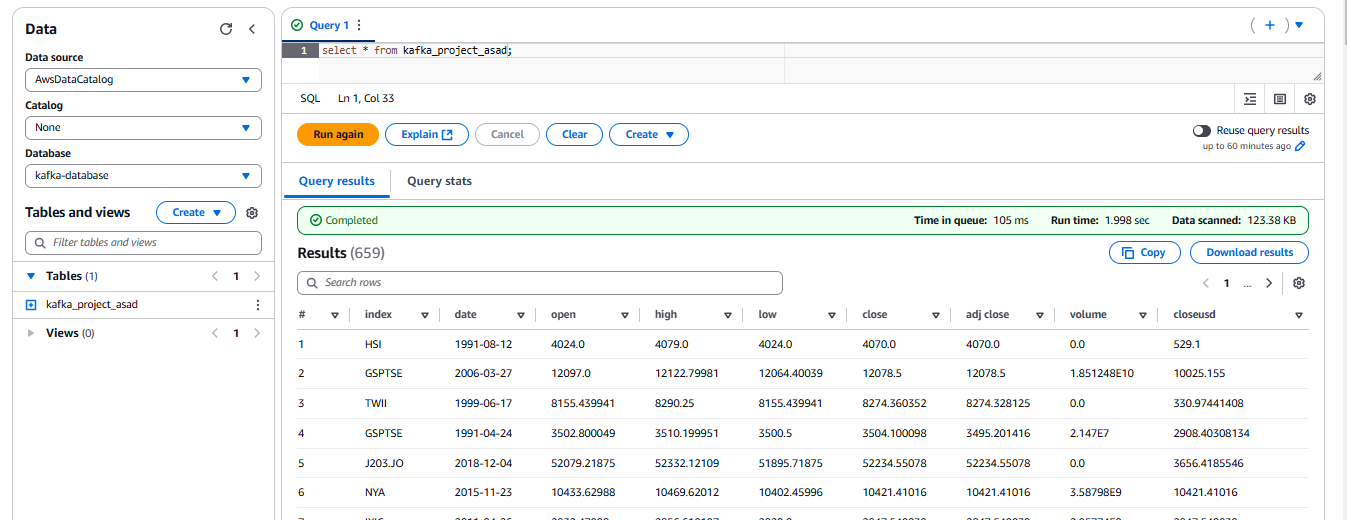 Data
Data source
AwsDataCatalog
Catalog
None
Database
kafka-database
Tables and views
Create
Filter tables and views
Tables (1)
1
kafka_project_asad
Views (0)
1
Query 1
1
select * from kafka_project_asad;
SQL Ln 1, Col 33
Run again Explain Cancel Clear Create
Reuse query results
up to 60 minutes ago
Query results Query stats
Completed Time in queue: 105 ms Run time: 1.998 sec Data scanned: 123.38 KB
Results (659) Copy Download results
Search rows 1 ...
# index date open high low close adj close volume closeusd
1 HSI 1991-08-12 4024.0 4079.0 4024.0 4070.0 4070.0 0.0 529.1
2 GSPTSE 2006-03-27 12097.0 12122.79981 12064.40039 12078.5 12078.5 1.851248E10 10025.155
3 TWII 1999-06-17 8155.439941 8290.25 8155.439941 8274.360352 8274.328125 0.0 330.97441408
4 GSPTSE 1991-04-24 3502.800049 3510.199951 3500.5 3504.100098 3495.201416 2.147E7 2908.40308134
5 J203.JO 2018-12-04 52079.21875 52332.12109 51895.71875 52234.55078 52234.55078 0.0 3656.4185546
6 NYA 2015-11-23 10433.62988 10469.62012 10402.45996 10421.41016 10421.41016 3.58798E9 10421.41016